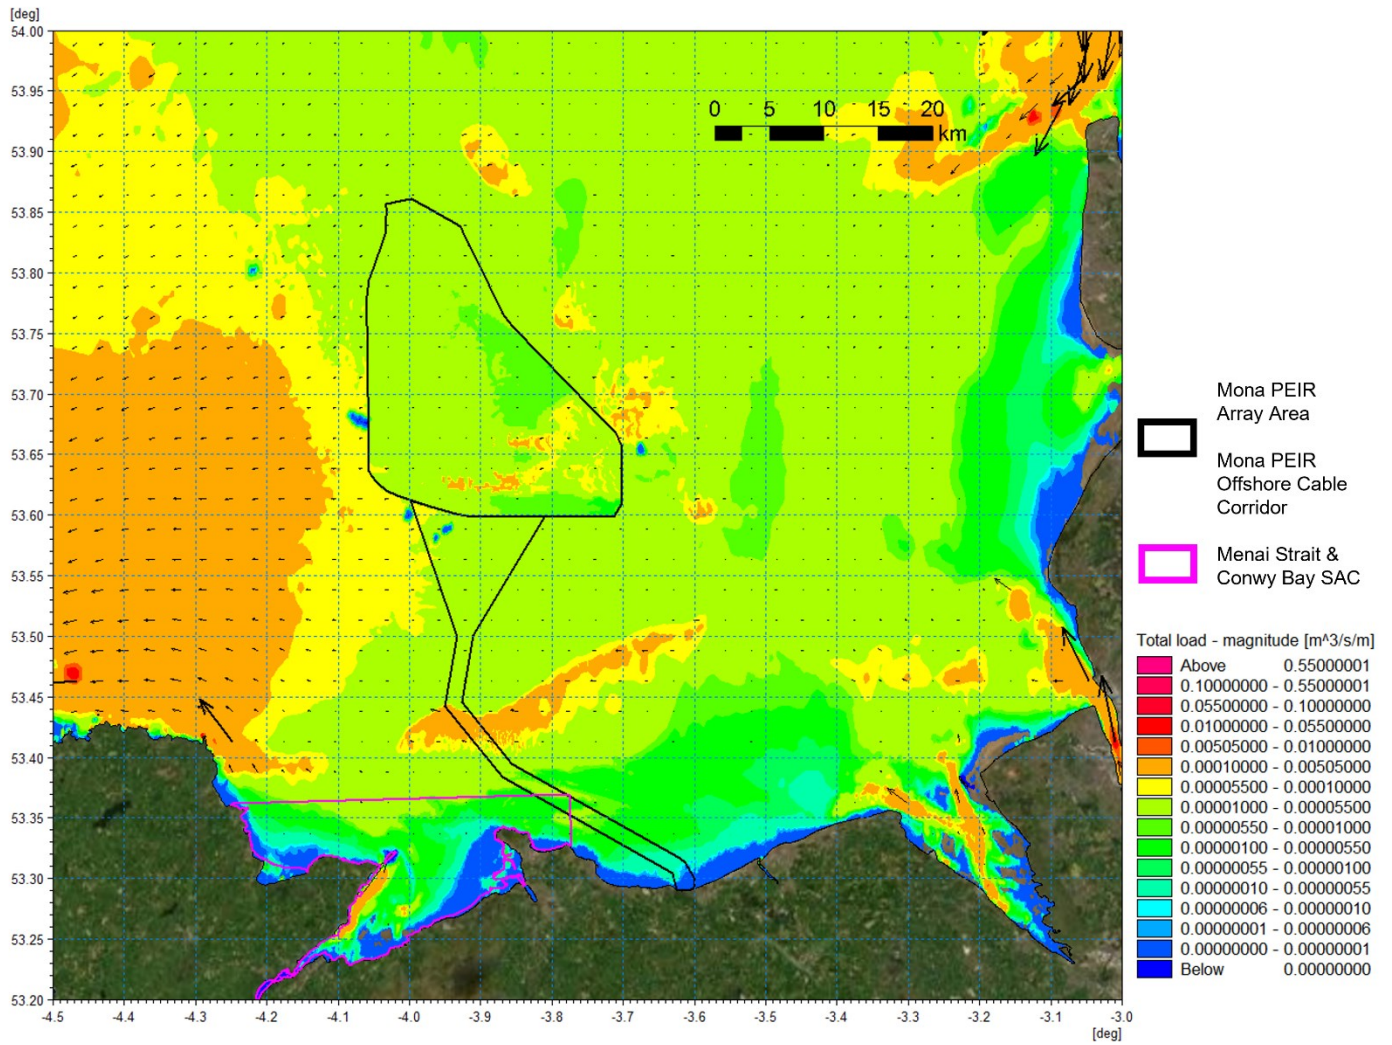 [deg]
54.00
53.95
53.90
53.85
53.80
53.75
53.70
53.65
53.60
53.55
53.50
53.45
53.40
53.35
53.30
53.25
53.20
0 5 10 15 20
km
-4.5 -4.4 -4.3 -4.2 -4.1 -4.0 -3.9 -3.8 -3.7 -3.6 -3.5 -3.4 -3.3 -3.2 -3.1 -3.0
[deg]
Mona PEIR
Array Area
Mona PEIR
Offshore Cable
Corridor
Menai Strait &
Conwy Bay SAC
Total load - magnitude [m^3/s/m]
Above 0.55000001
0.10000000 - 0.55000001
0.05500000 - 0.10000000
0.01000000 - 0.05500000
0.00505000 - 0.01000000
0.00010000 - 0.00505000
0.00005500 - 0.00010000
0.00001000 - 0.00005500
0.00000550 - 0.00001000
0.00000100 - 0.00000550
0.00000055 - 0.00000100
0.00000010 - 0.00000055
0.00000006 - 0.00000010
0.00000001 - 0.00000006
0.00000000 - 0.00000001
Below 0.00000000